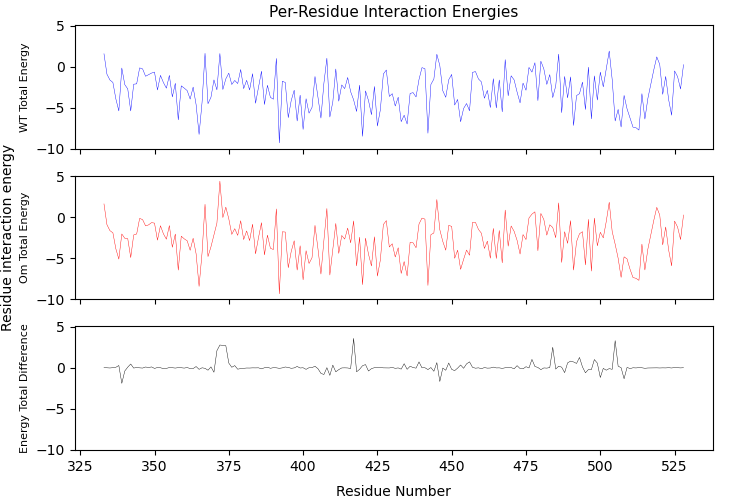 Per-Residue Interaction Energies
Residue interaction energy
WT Total Energy
5
0
−5
−10
Om Total Energy
5
0
−5
−10
Energy Total Difference
5
0
−5
−10
325 350 375 400 425 450 475 500 525
Residue Number